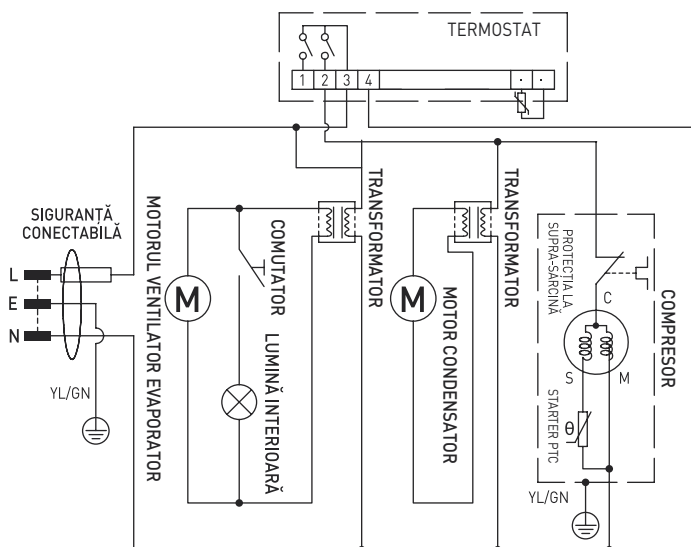 TERMOSTAT
1 2 3 4
SIGURANȚĂ
CONECTABILĂ
L
E
N
YL/GN
MOTORUL VENTILATOR EVAPORATOR
M
COMUTATOR
LUMINĂ INTERIOARĂ
TRANSFORMATOR
M
MOTOR CONDENSATOR
TRANSFORMATOR
PROTECȚIA LA
SUPRA-SĂRCINĂ
C
S
M
STARTER PTC
θ
COMPRESOR
YL/GN